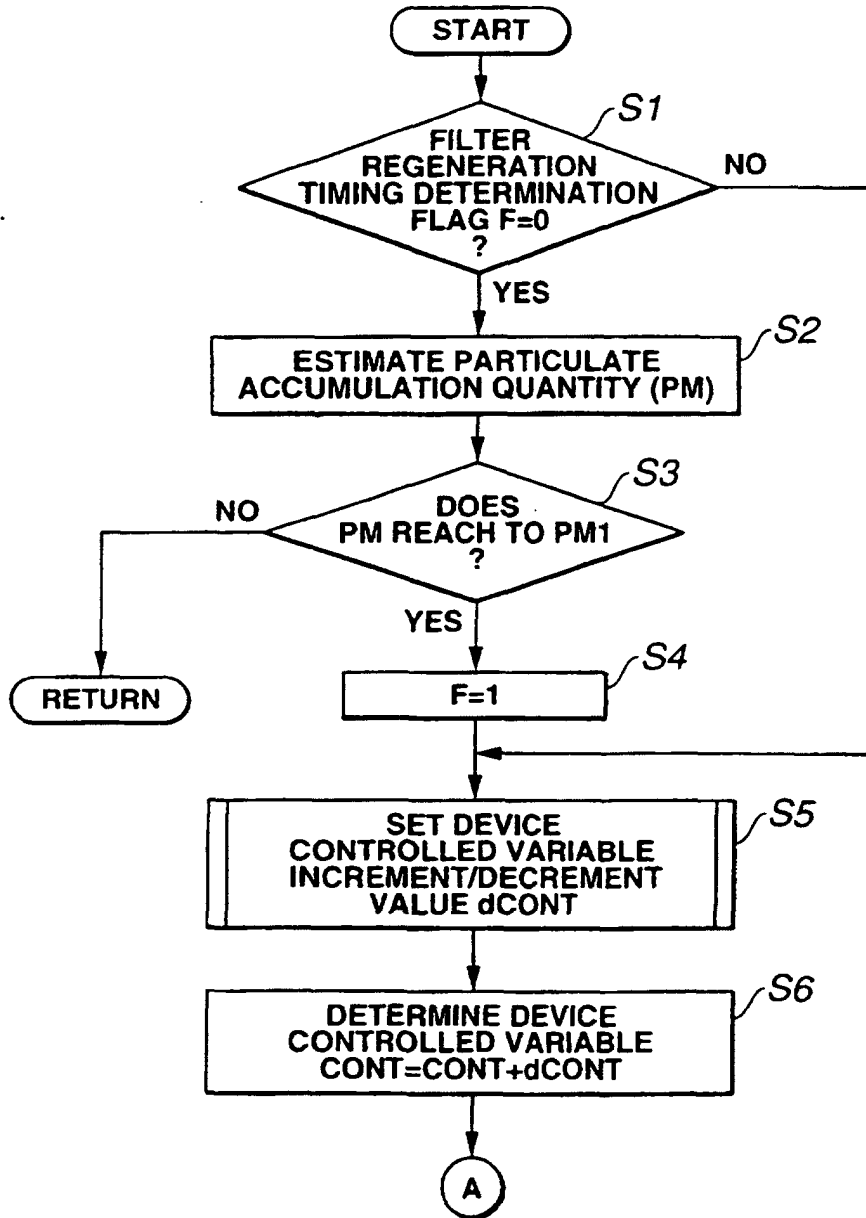 START
S1
FILTER
REGENERATION
TIMING DETERMINATION
FLAG F=0
?
NO
YES
S2
ESTIMATE PARTICULATE
ACCUMULATION QUANTITY (PM)
S3
DOES
PM REACH TO PM1
?
NO
YES
RETURN
S4
F=1
S5
SET DEVICE
CONTROLLED VARIABLE
INCREMENT/DECREMENT
VALUE dCONT
S6
DETERMINE DEVICE
CONTROLLED VARIABLE
CONT=CONT+dCONT
A